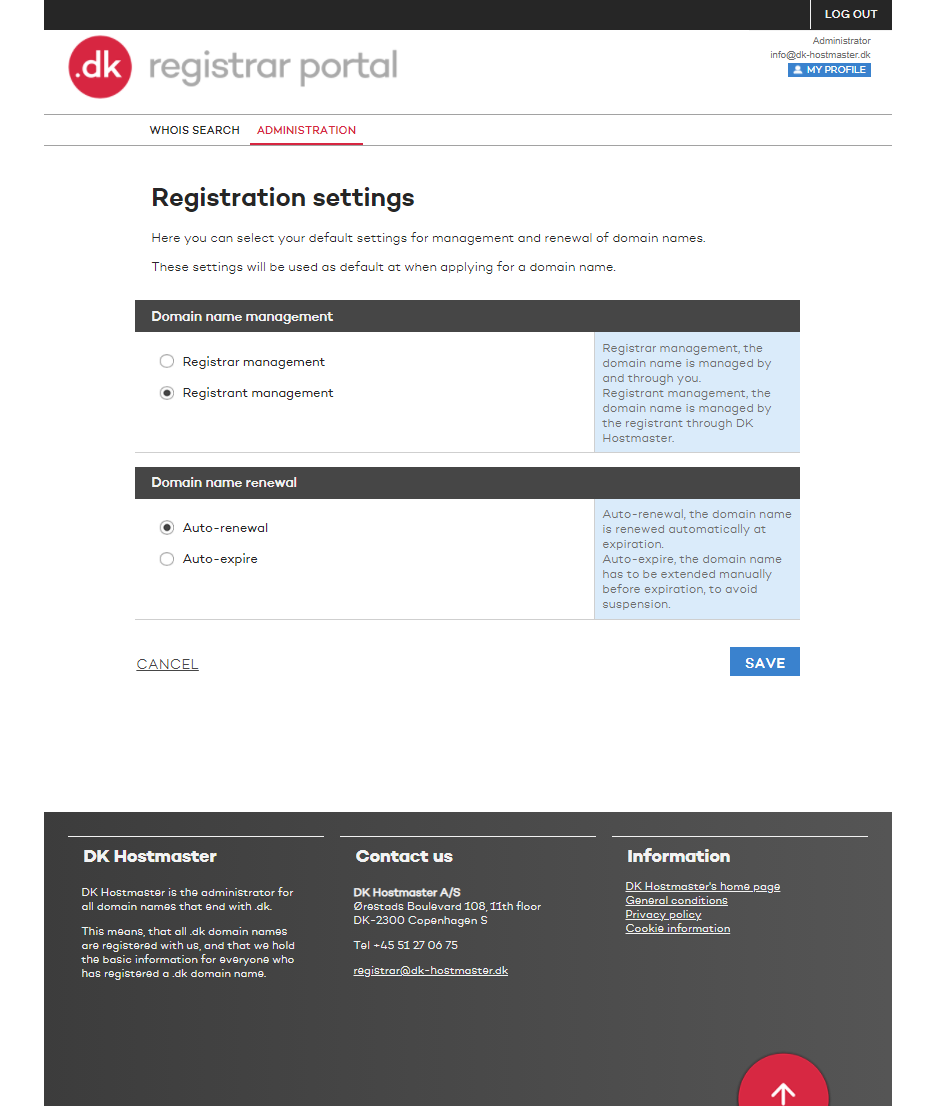 LOG OUT
.dk registrar portal
Administrator
info@dk-hostmaster.dk
MY PROFILE
WHOIS SEARCH ADMINISTRATION
Registration settings
Here you can select your default settings for management and renewal of domain names.
These settings will be used as default at when applying for a domain name.
Domain name management
Registrar management
Registrant management
Registrar management, the
domain name is managed by
and through you.
Registrant management, the
domain name is managed by
the registrant through DK
Hostmaster.
Domain name renewal
Auto-renewal
Auto-expire
Auto-renewal, the domain name
is renewed automatically at
expiration.
Auto-expire, the domain name
has to be extended manually
before expiration, to avoid
suspension.
CANCEL
SAVE
DK Hostmaster
DK Hostmaster is the administrator for
all domain names that end with .dk.
This means, that all .dk domain names
are registered with us, and that we hold
the basic information for everyone who
has registered a .dk domain name.
Contact us
DK Hostmaster A/S
Ørestads Boulevard 108, 11th floor
DK-2300 Copenhagen S
Tel +45 51 27 06 75
registrar@dk-hostmaster.dk
Information
DK Hostmaster's home page
General conditions
Privacy policy
Cookie information